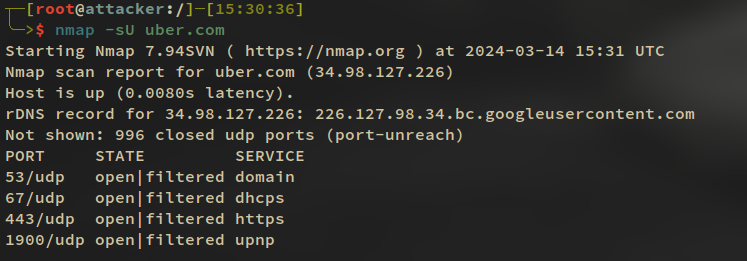 ┌─[root@attacker:/]─[15:30:36]
└─>$ nmap -sU uber.com
Starting Nmap 7.94SVN ( https://nmap.org ) at 2024-03-14 15:31 UTC
Nmap scan report for uber.com (34.98.127.226)
Host is up (0.0080s latency).
rDNS record for 34.98.127.226: 226.127.98.34.bc.googleusercontent.com
Not shown: 996 closed udp ports (port-unreach)
PORT     STATE         SERVICE
53/udp   open|filtered domain
67/udp   open|filtered dhcps
443/udp  open|filtered https
1900/udp open|filtered upnp